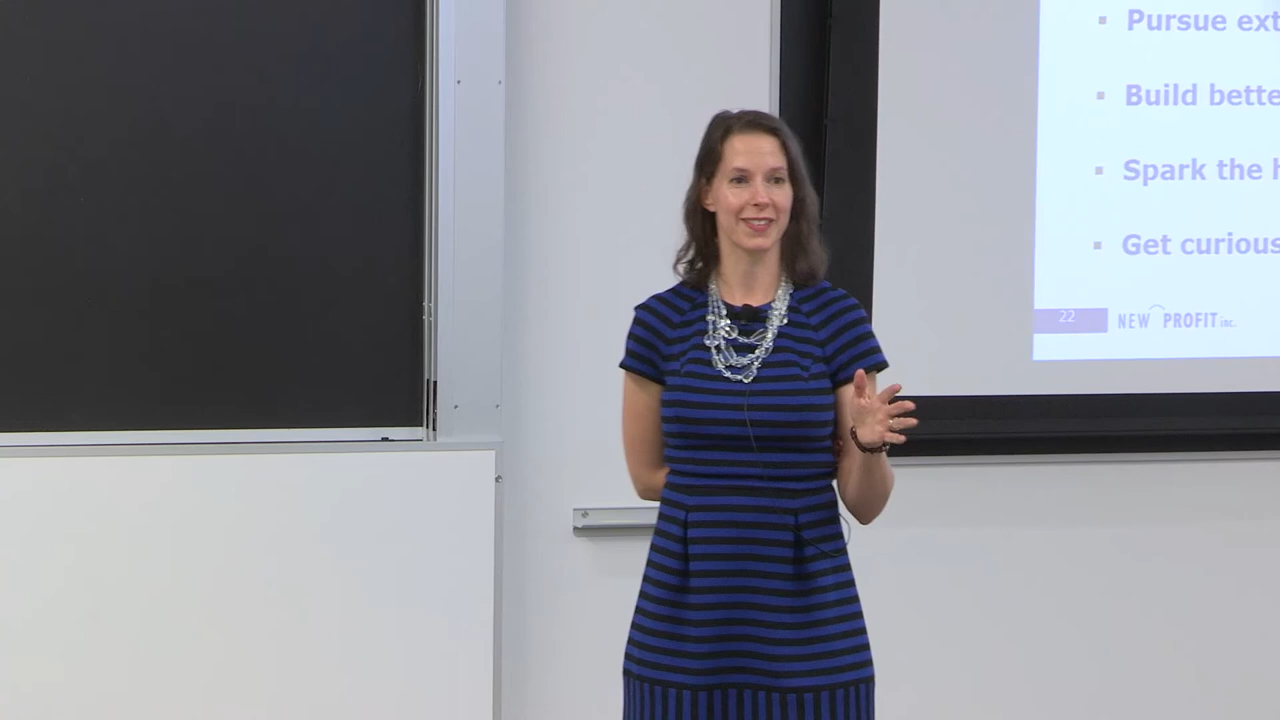 Pursue ext
Build bette
Spark the h
Get curious
22
NEW PROFIT inc.